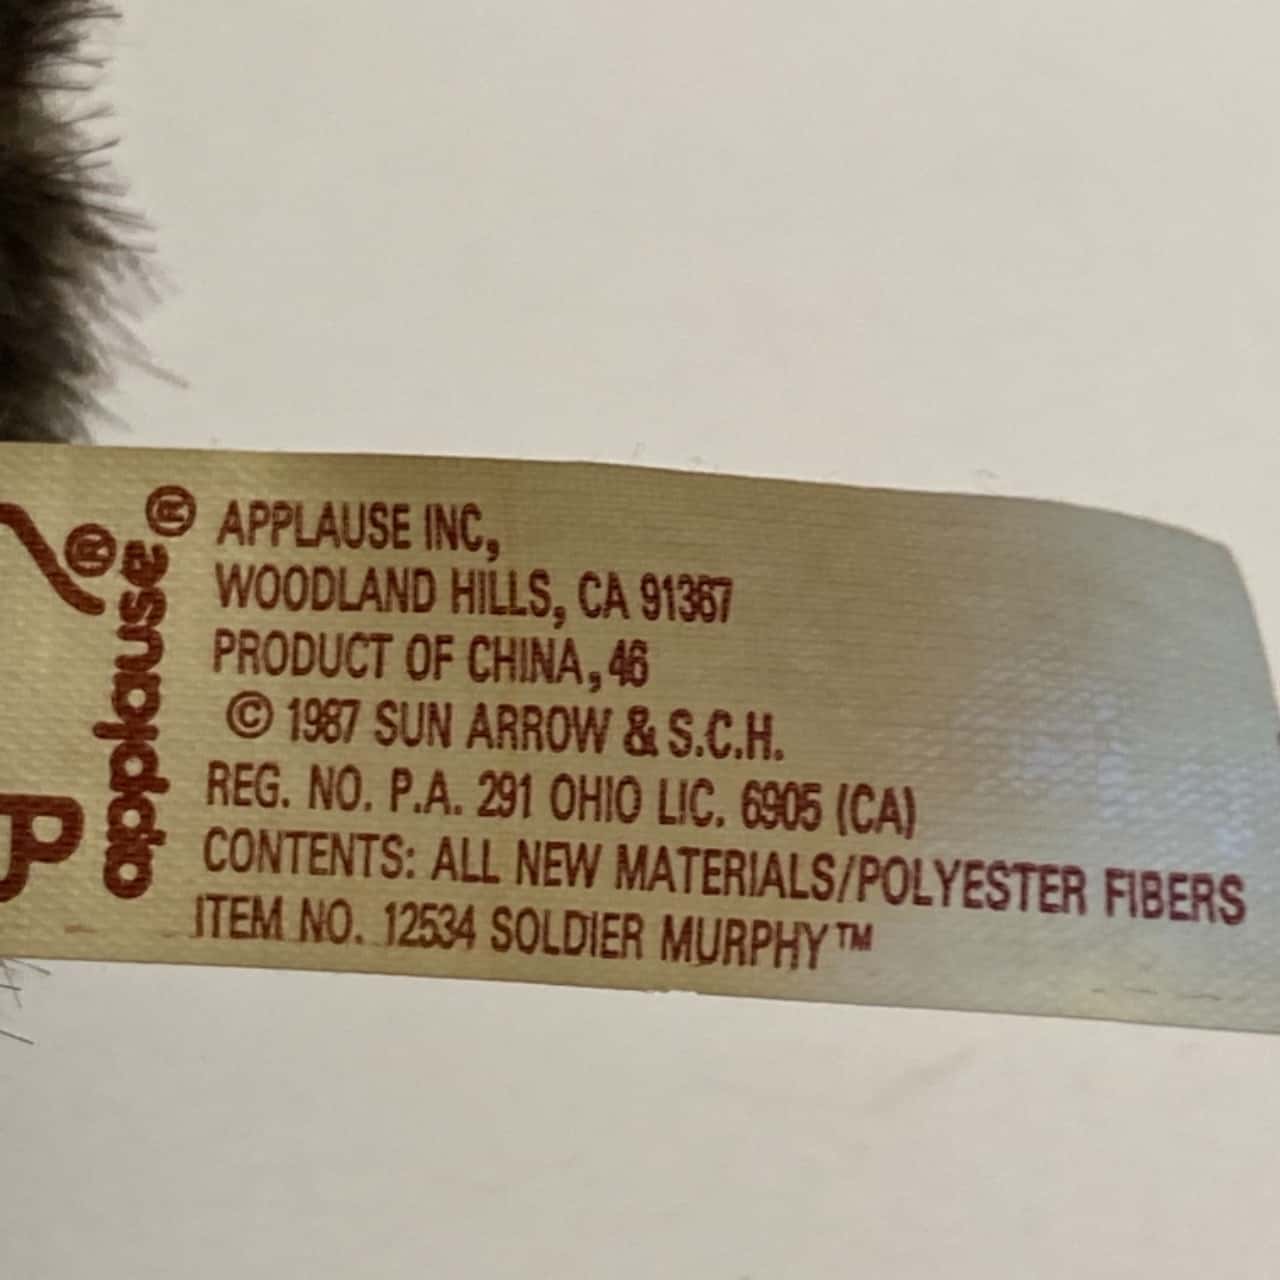 applause®
®
APPLAUSE INC,
WOODLAND HILLS, CA 91367
PRODUCT OF CHINA, 46
© 1987 SUN ARROW & S.C.H.
REG. NO. P.A. 291 OHIO LIC. 6905 (CA)
CONTENTS: ALL NEW MATERIALS/POLYESTER FIBERS
ITEM NO. 12534 SOLDIER MURPHY™